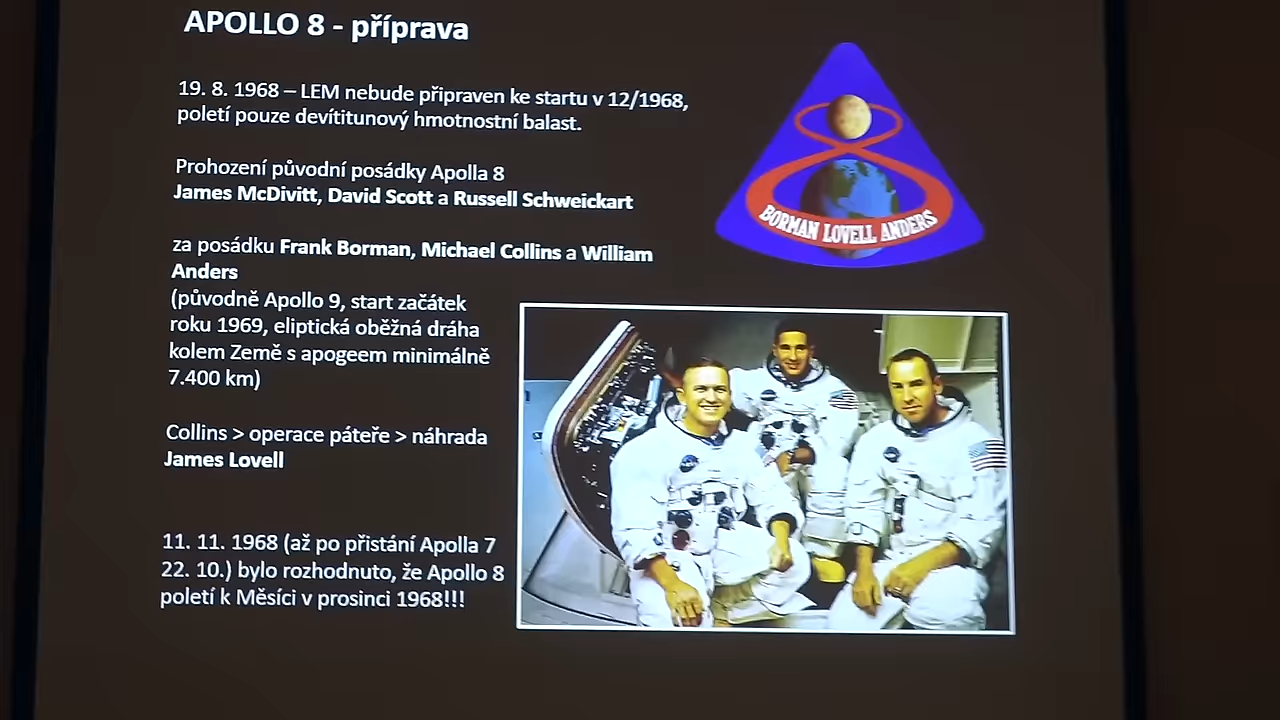 APOLLO 8 - příprava
19. 8. 1968 – LEM nebude připraven ke startu v 12/1968,
poletí pouze devítitunový hmotnostní balast.
Prohození původní posádky Apolla 8
James McDivitt, David Scott a Russell Schweickart
za posádku Frank Borman, Michael Collins a William
Anders
(původně Apollo 9, start začátek
roku 1969, eliptická oběžná dráha
kolem Země s apogeem minimálně
7.400 km)
Collins > operace páteře > náhrada
James Lovell
11. 11. 1968 (až po přistání Apolla 7
22. 10.) bylo rozhodnuto, že Apollo 8
poletí k Měsíci v prosinci 1968!!!
BORMAN LOVELL ANDERS